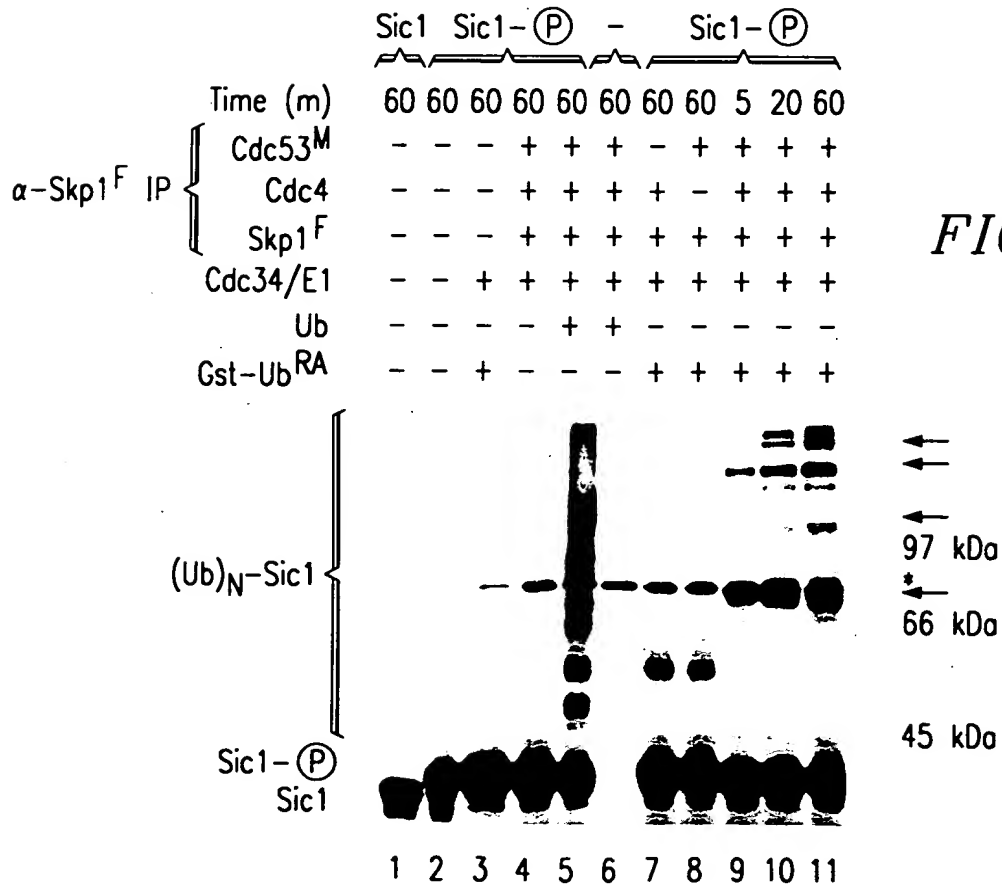 Sic1 Sic1-Ⓟ - Sic1-Ⓟ
Time (m) 60 60 60 60 60 60 60 60 5 20 60
Cdc53M - - - + + + - + + + +
α-Skp1F IP
Cdc4 - - - + + + + - + + +
Skp1F - - - + + + + + + + +
Cdc34/E1 - - + + + + + + + + +
Ub - - - - + + - - - - -
Gst-UbRA - - + - - - + + + + +
FIG
(Ub)N-Sic1
97 kDa
*
66 kDa
45 kDa
Sic1-Ⓟ
Sic1
1 2 3 4 5 6 7 8 9 10 11